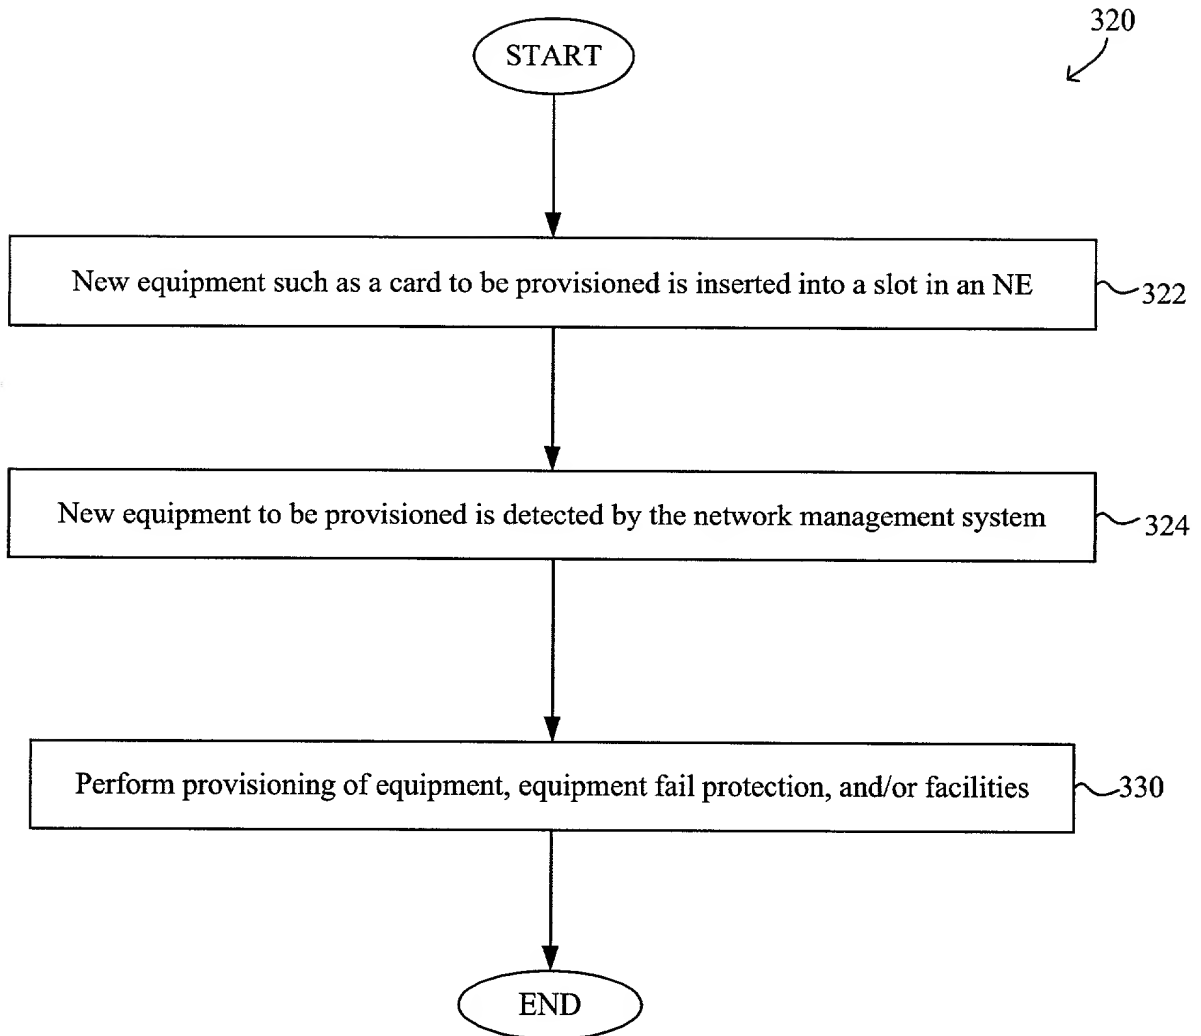 320
START
New equipment such as a card to be provisioned is inserted into a slot in an NE
322
New equipment to be provisioned is detected by the network management system
324
Perform provisioning of equipment, equipment fail protection, and/or facilities
330
END